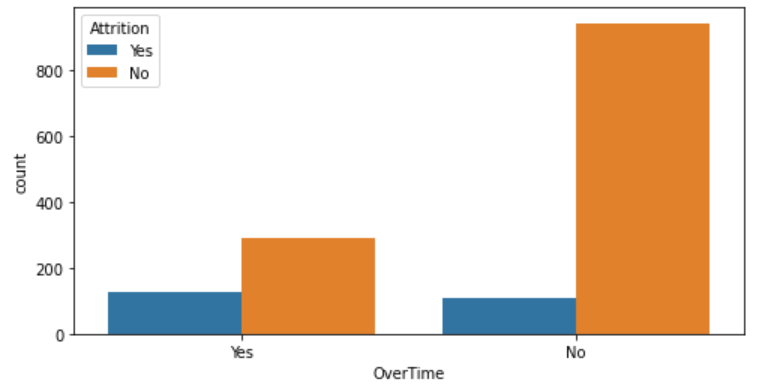 Attrition
Yes
No
800
600
400
200
0
count
Yes
No
OverTime